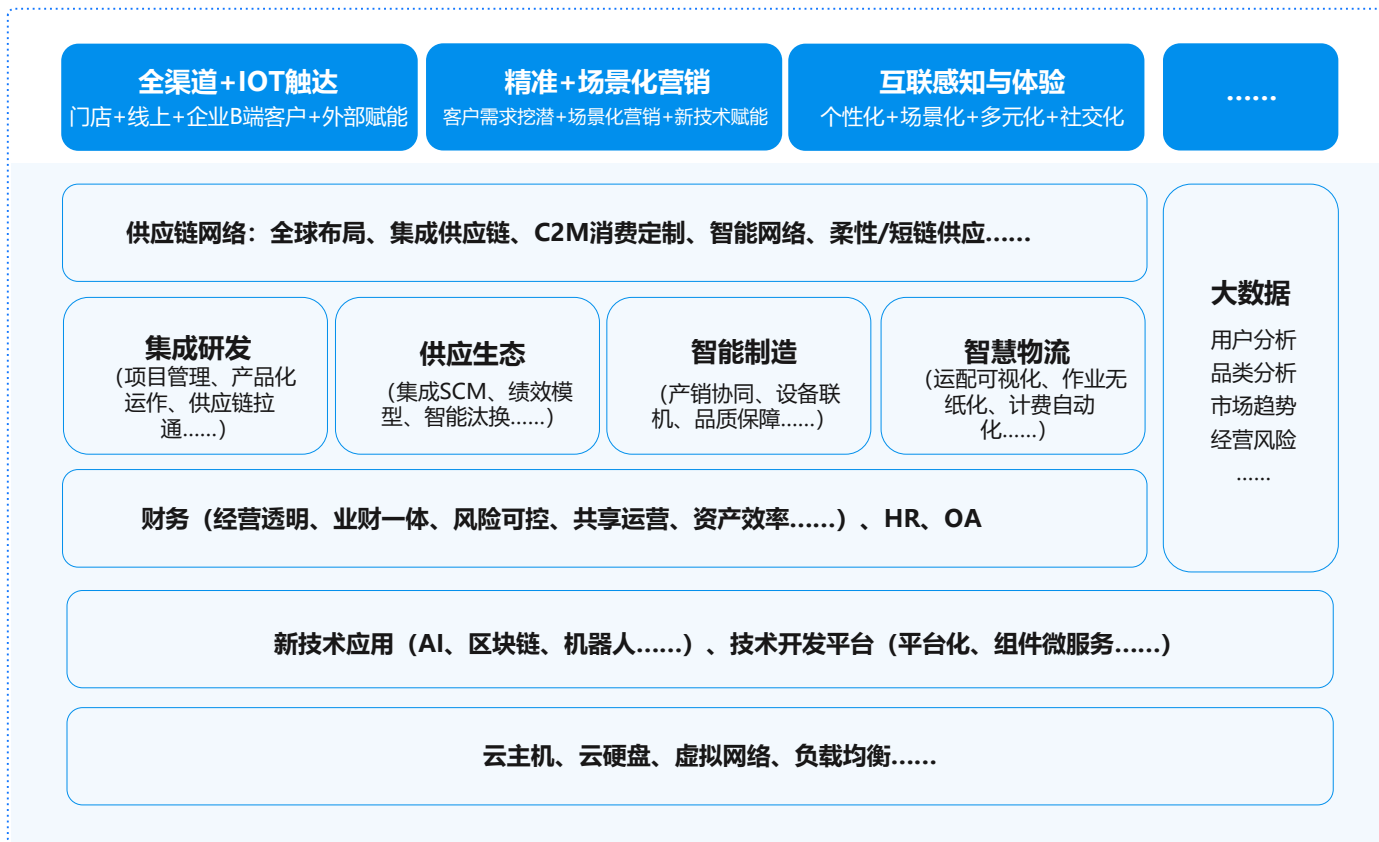 全渠道+IOT触达
门店+线上+企业B端客户+外部赋能
精准+场景化营销
客户需求挖潜+场景化营销+新技术赋能
互联感知与体验
个性化+场景化+多元化+社交化
......
供应链网络：全球布局、集成供应链、C2M消费定制、智能网络、柔性/短链供应......
集成研发
(项目管理、产品化
运作、供应链拉
通......)
供应生态
(集成SCM、绩效模
型、智能汰换......)
智能制造
(产销协同、设备联
机、品质保障......)
智慧物流
(运配可视化、作业无
纸化、计费自动
化......)
大数据
用户分析
品类分析
市场趋势
经营风险
......
财务（经营透明、业财一体、风险可控、共享运营、资产效率......）、HR、OA
新技术应用（AI、区块链、机器人......）、技术开发平台（平台化、组件微服务......）
云主机、云硬盘、虚拟网络、负载均衡......